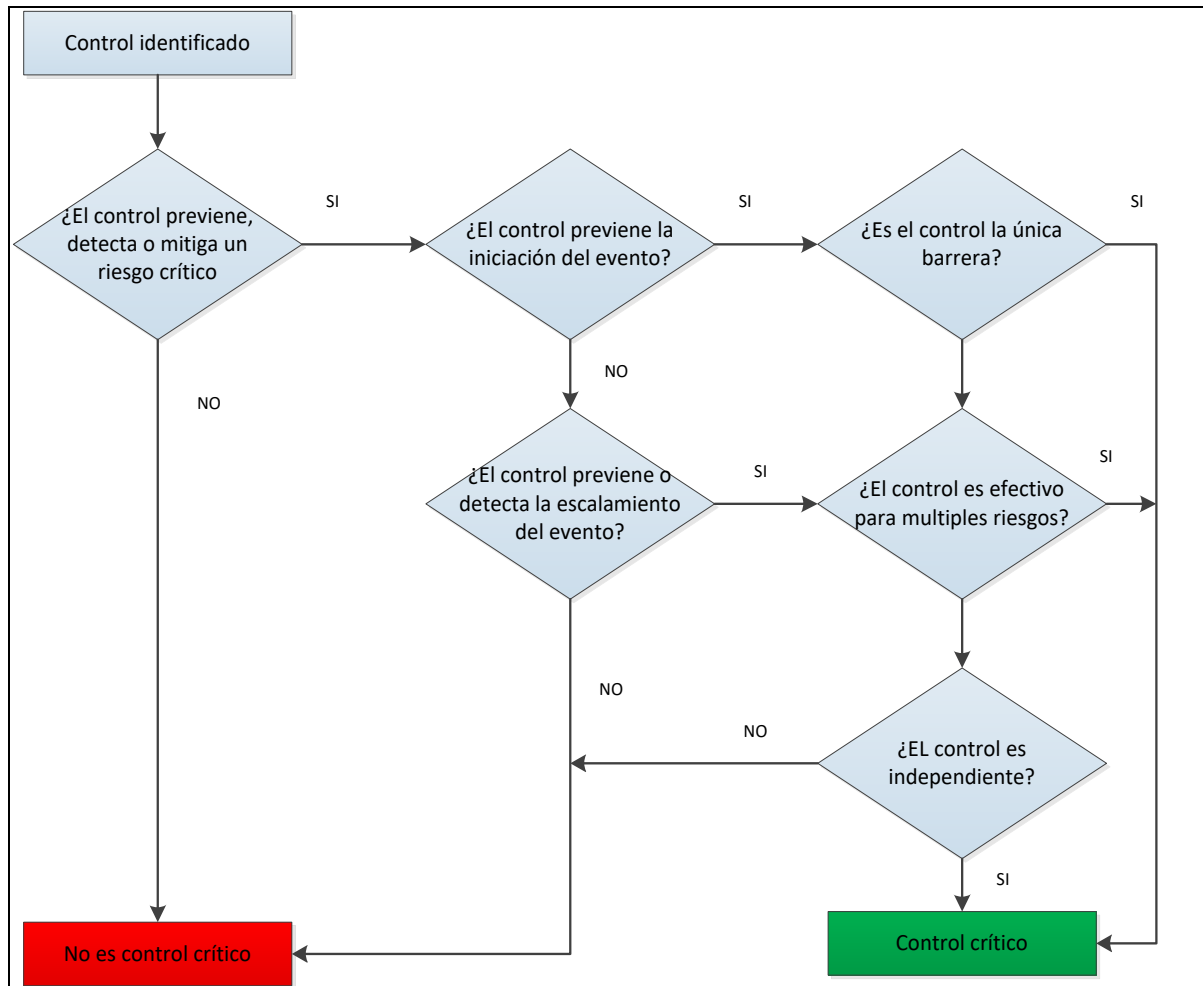 Control identificado
¿El control previene,
detecta o mitiga un
riesgo crítico
SI
¿El control previene la
iniciación del evento?
SI
¿Es el control la única
barrera?
SI
NO
NO
¿El control previene o
detecta la escalamiento
del evento?
SI
¿El control es efectivo
para multiples riesgos?
SI
NO
NO
¿EL control es
independiente?
SI
No es control crítico
Control crítico